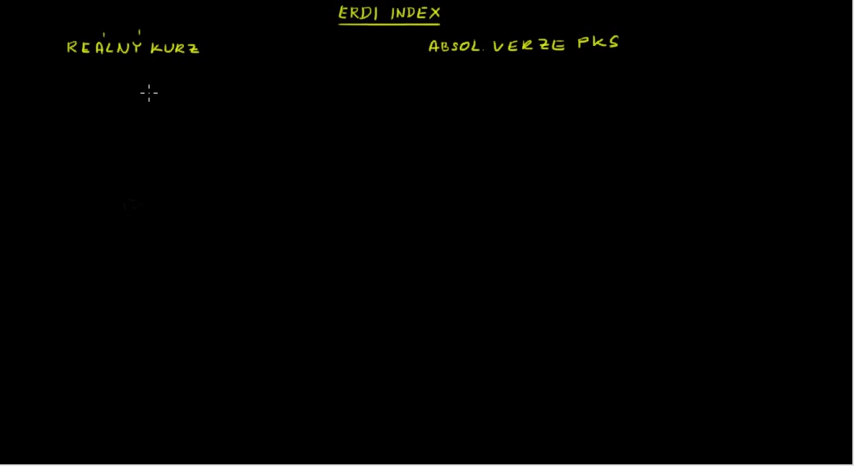 ERDI INDEX
REÁLNÝ KURZ
ABSOL. VERZE PKS